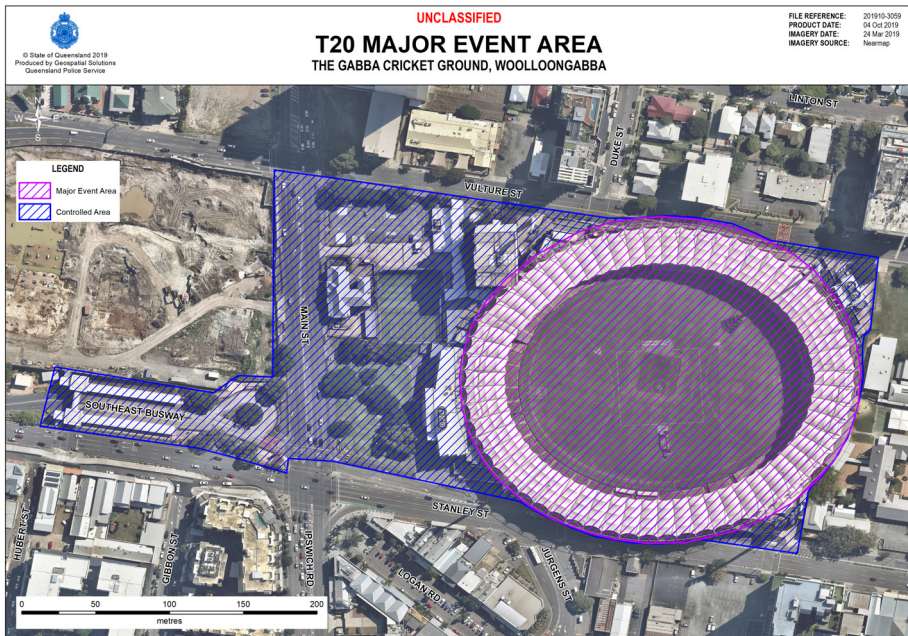 UNCLASSIFIED
T20 MAJOR EVENT AREA
THE GABBA CRICKET GROUND, WOOLLOONGABBA
© State of Queensland 2019
Produced by Geospatial Solutions
Queensland Police Service
FILE REFERENCE: 201910-3059
PRODUCT DATE: 04 Oct 2019
IMAGERY DATE: 24 Mar 2019
IMAGERY SOURCE: Nearmap
N
W E
S
LEGEND
Major Event Area
Controlled Area
LINTON ST
DUKE ST
VULTURE ST
MAIN ST
SOUTHEAST BUSWAY
STANLEY ST
HUBERT ST
GIBBON ST
IPSWICH RD
LOGAN RD
JURGENS ST
0 50 100 150 200
metres